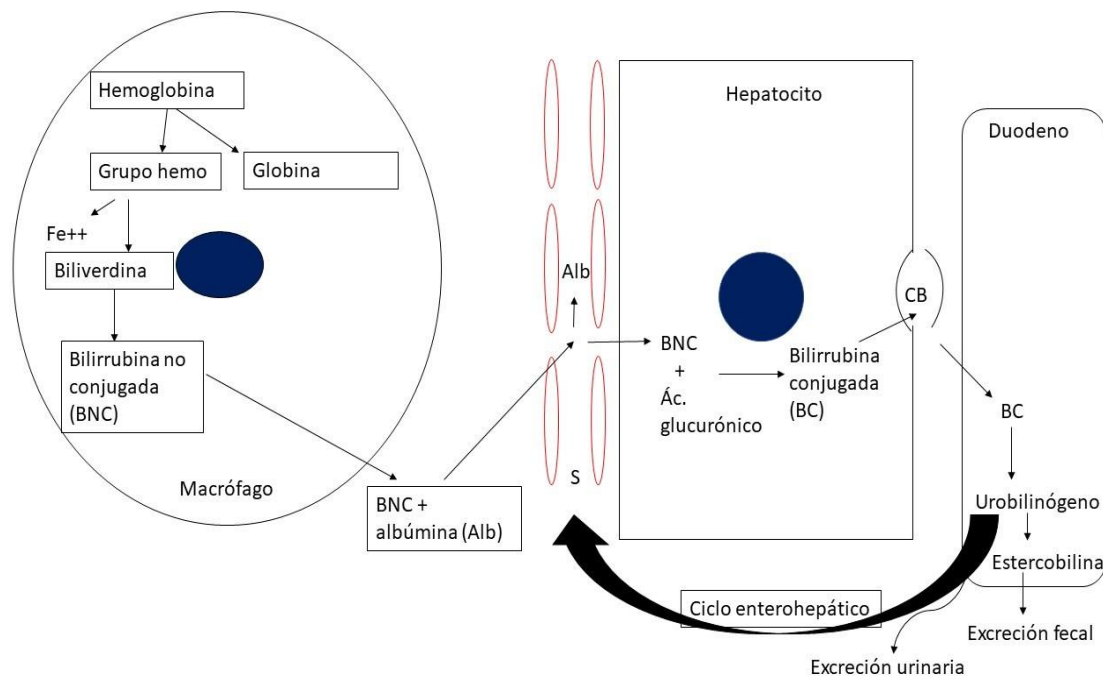 Hemoglobina
Grupo hemo
Globina
Fe++
Biliverdina
Bilirrubina no
conjugada
(BNC)
Macrófago
BNC +
albúmina (Alb)
Alb
S
Hepatocito
BNC
+
Ác.
glucurónico
Bilirrubina
conjugada
(BC)
CB
Duodeno
BC
Urobilinógeno
Estercobilina
Ciclo enterohepático
Excreción fecal
Excreción urinaria